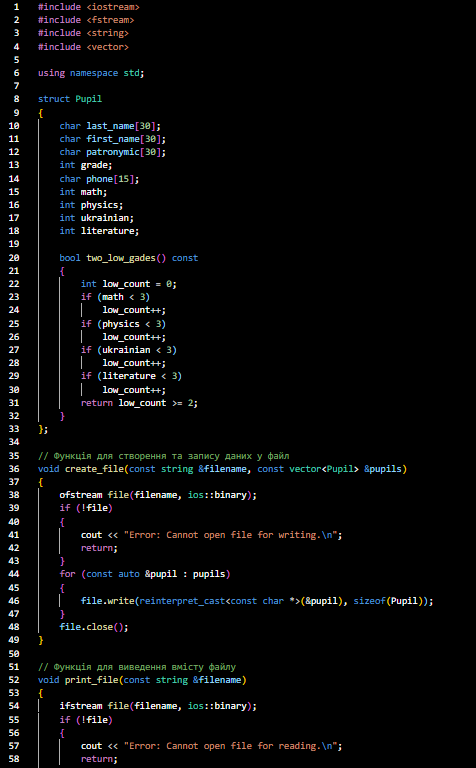 1 #include <iostream>
2 #include <fstream>
3 #include <string>
4 #include <vector>
5
6 using namespace std;
7
8 struct Pupil
9 {
10 char last_name[30];
11 char first_name[30];
12 char patronymic[30];
13 int grade;
14 char phone[15];
15 int math;
16 int physics;
17 int ukrainian;
18 int literature;
19
20 bool two_low_gades() const
21 {
22 int low_count = 0;
23 if (math < 3)
24 low_count++;
25 if (physics < 3)
26 low_count++;
27 if (ukrainian < 3)
28 low_count++;
29 if (literature < 3)
30 low_count++;
31 return low_count >= 2;
32 }
33 };
34
35 // Функція для створення та запису даних у файл
36 void create_file(const string &filename, const vector<Pupil> &pupils)
37 {
38 ofstream file(filename, ios::binary);
39 if (!file)
40 {
41 cout << "Error: Cannot open file for writing.\n";
42 return;
43 }
44 for (const auto &pupil : pupils)
45 {
46 file.write(reinterpret_cast<const char *>(&pupil), sizeof(Pupil));
47 }
48 file.close();
49 }
50
51 // Функція для виведення вмісту файлу
52 void print_file(const string &filename)
53 {
54 ifstream file(filename, ios::binary);
55 if (!file)
56 {
57 cout << "Error: Cannot open file for reading.\n";
58 return;